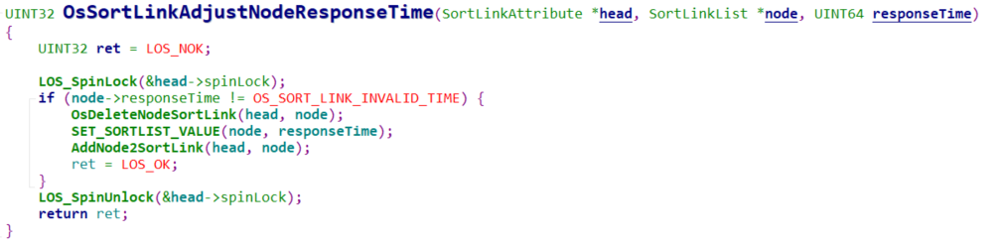 UINT32 OsSortLinkAdjustNodeResponseTime(SortLinkAttribute *head, SortLinkList *node, UINT64 responseTime)
{
    UINT32 ret = LOS_NOK;

    LOS_SpinLock(&head->spinLock);
    if (node->responseTime != OS_SORT_LINK_INVALID_TIME) {
        OsDeleteNodeSortLink(head, node);
        SET_SORTLIST_VALUE(node, responseTime);
        AddNode2SortLink(head, node);
        ret = LOS_OK;
    }
    LOS_SpinUnlock(&head->spinLock);
    return ret;
}